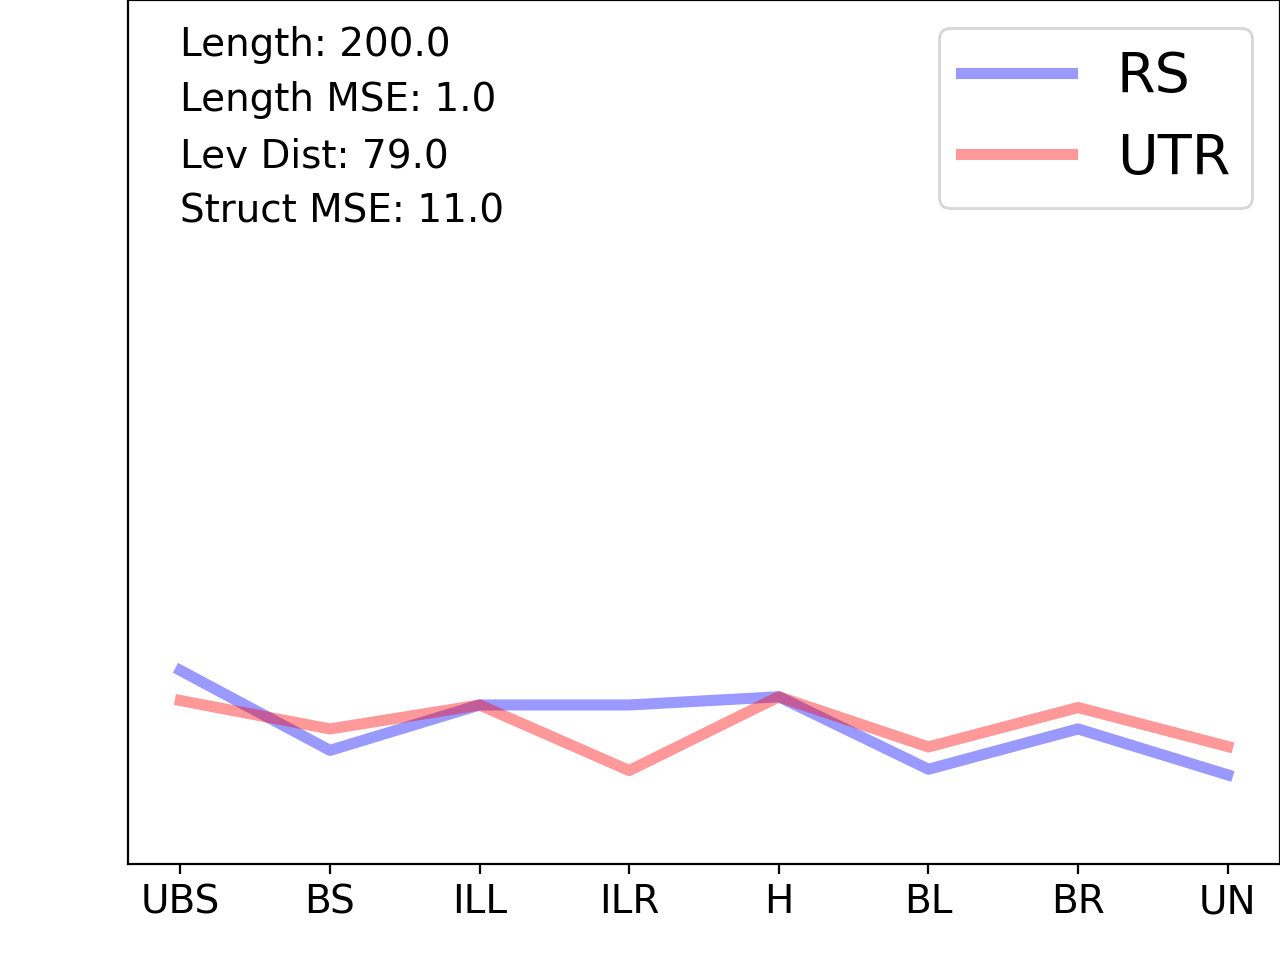 Length: 200.0
Length MSE: 1.0
Lev Dist: 79.0
Struct MSE: 11.0
RS
UTR
UBS BS ILL ILR H BL BR UN